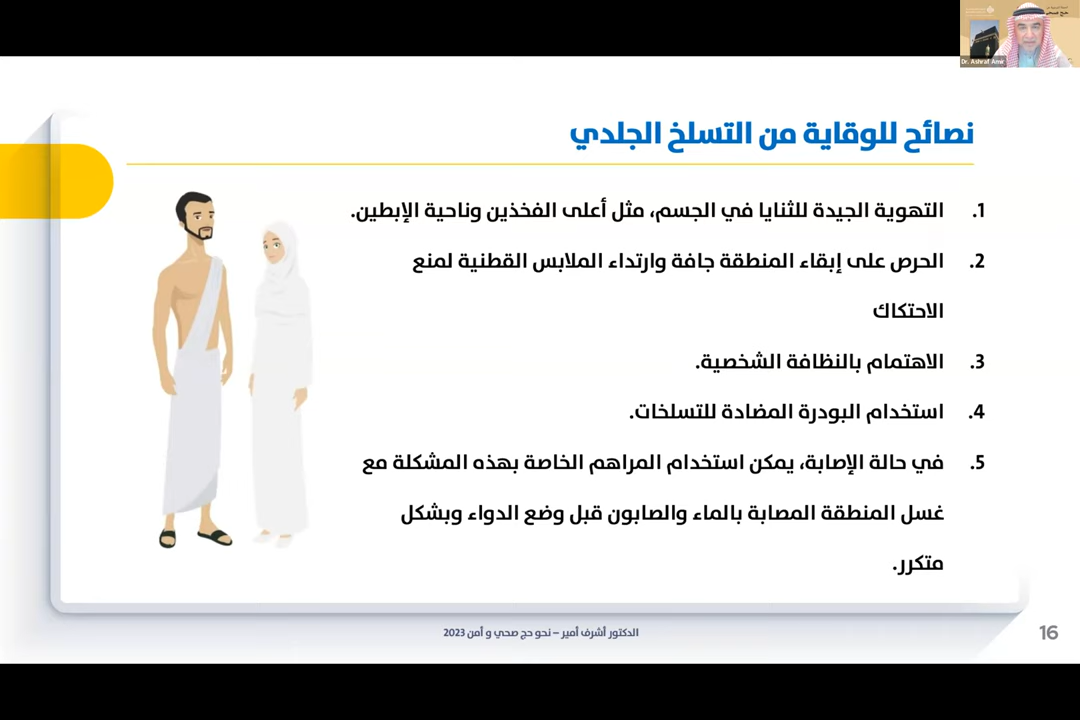 Dr. Ashraf Amir
نصائح للوقاية من التسلخ الجلدي
1. التهوية الجيدة للثنايا في الجسم، مثل أعلى الفخذين وناحية الإبطين.
2. الحرص على إبقاء المنطقة جافة وارتداء الملابس القطنية لمنع
الاحتكاك
3. الاهتمام بالنظافة الشخصية.
4. استخدام البودرة المضادة للتسلخات.
5. في حالة الإصابة، يمكن استخدام المراهم الخاصة بهذه المشكلة مع
غسل المنطقة المصابة بالماء والصابون قبل وضع الدواء وبشكل
متكرر.
الدكتور أشرف أمير – نحو حج صحي و أمن 2023
16